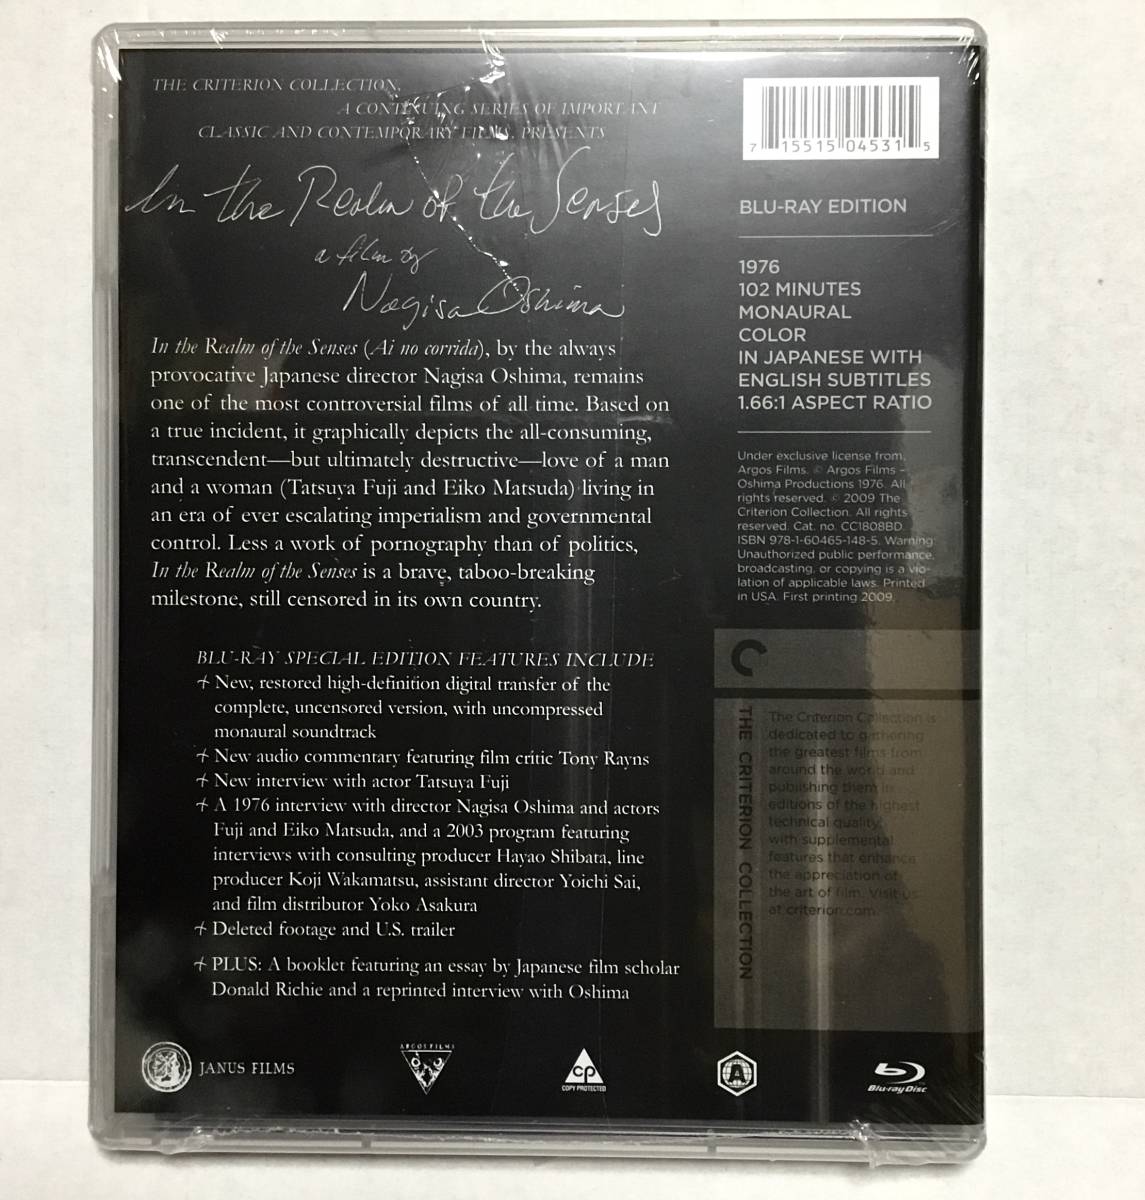 THE CRITERION COLLECTION,
A CONTINUING SERIES OF IMPORTANT
CLASSIC AND CONTEMPORARY FILMS, PRESENTS
In the Realm of the Senses
a film by
Nagisa Oshima
In the Realm of the Senses (Ai no corrida), by the always
provocative Japanese director Nagisa Oshima, remains
one of the most controversial films of all time. Based on
a true incident, it graphically depicts the all-consuming,
transcendent—but ultimately destructive—love of a man
and a woman (Tatsuya Fuji and Eiko Matsuda) living in
an era of ever escalating imperialism and governmental
control. Less a work of pornography than of politics,
In the Realm of the Senses is a brave, taboo-breaking
milestone, still censored in its own country.
BLU-RAY SPECIAL EDITION FEATURES INCLUDE
+ New, restored high-definition digital transfer of the
complete, uncensored version, with uncompressed
monaural soundtrack
+ New audio commentary featuring film critic Tony Rayns
+ New interview with actor Tatsuya Fuji
+ A 1976 interview with director Nagisa Oshima and actors
Fuji and Eiko Matsuda, and a 2003 program featuring
interviews with consulting producer Hayao Shibata, line
producer Koji Wakamatsu, assistant director Yoichi Sai,
and film distributor Yoko Asakura
+ Deleted footage and U.S. trailer
+ PLUS: A booklet featuring an essay by Japanese film scholar
Donald Richie and a reprinted interview with Oshima
7 15515 04531 5
BLU-RAY EDITION
1976
102 MINUTES
MONAURAL
COLOR
IN JAPANESE WITH
ENGLISH SUBTITLES
1.66:1 ASPECT RATIO
Under exclusive license from
Argos Films. © Argos Films –
Oshima Productions 1976. All
rights reserved. © 2009 The
Criterion Collection. All rights
reserved. Cat. no. CC1808BD.
ISBN 978-1-60465-148-5. Warning:
Unauthorized public performance,
broadcasting, or copying is a vio-
lation of applicable laws. Printed
in USA. First printing 2009.
THE CRITERION COLLECTION
The Criterion Collection is
dedicated to gathering
the greatest films from
around the world and
publishing them in
editions of the highest
technical quality,
with supplemental
features that enhance
the appreciation of
the art of film. Visit us
at criterion.com.
JANUS FILMS
ARGOS FILMS
CP
COPY PROTECTED
A
Blu-ray Disc